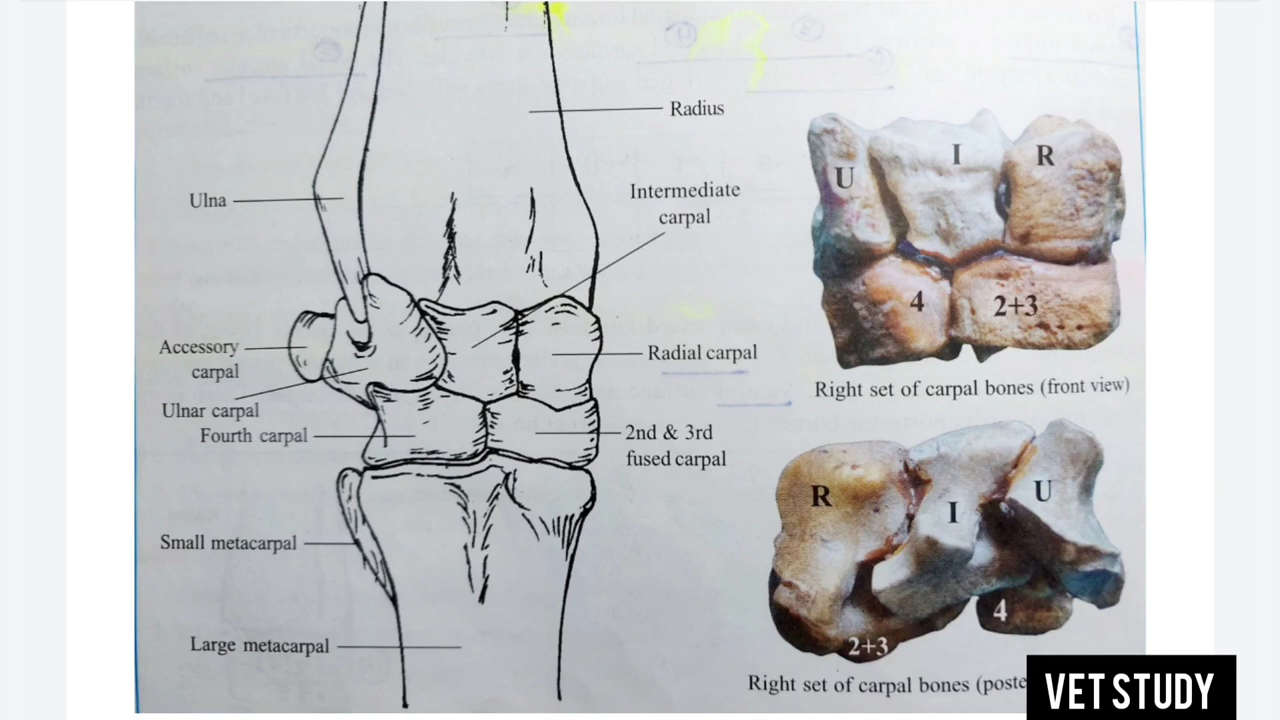 Radius
Ulna
Intermediate
carpal
Accessory
carpal
Radial carpal
Ulnar carpal
Fourth carpal
2nd & 3rd
fused carpal
Small metacarpal
Large metacarpal
U
I
R
4
2+3
Right set of carpal bones (front view)
R
I
U
4
2+3
Right set of carpal bones (poste
VET STUDY